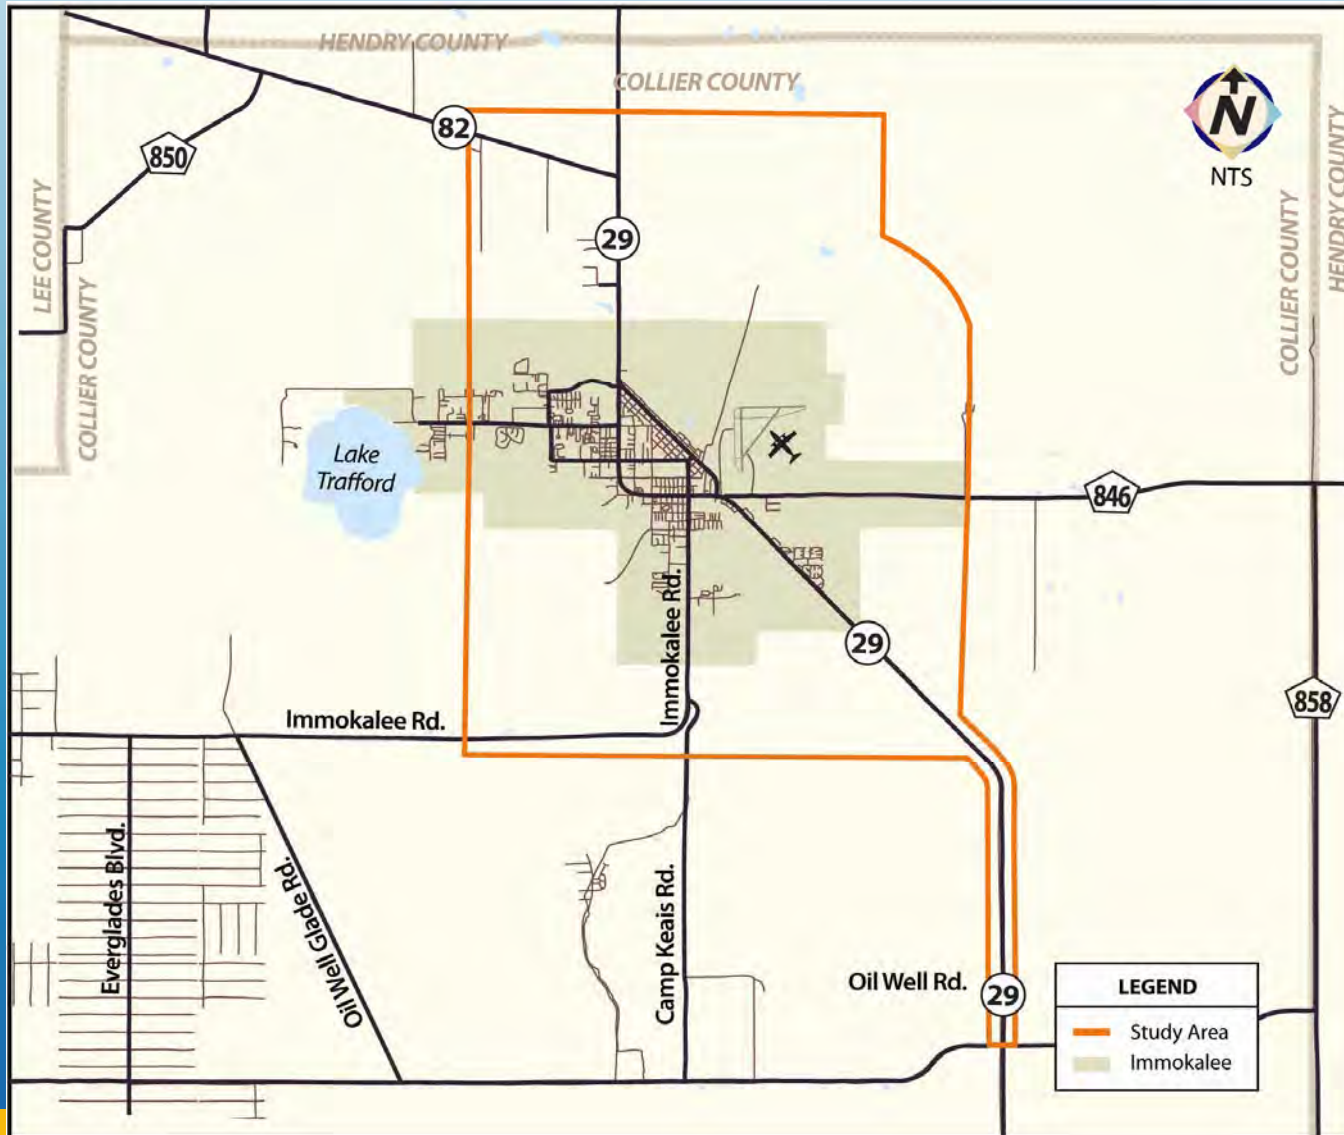 HENDRY COUNTY
COLLIER COUNTY
N
NTS
82
850
29
LEE COUNTY
COLLIER COUNTY
COLLIER COUNTY
HENDRY COUNTY
Lake
Trafford
846
Immokalee Rd.
29
858
Immokalee Rd.
Everglades Blvd.
Oil Well Glade Rd.
Camp Keais Rd.
Oil Well Rd.
29
LEGEND
Study Area
Immokalee